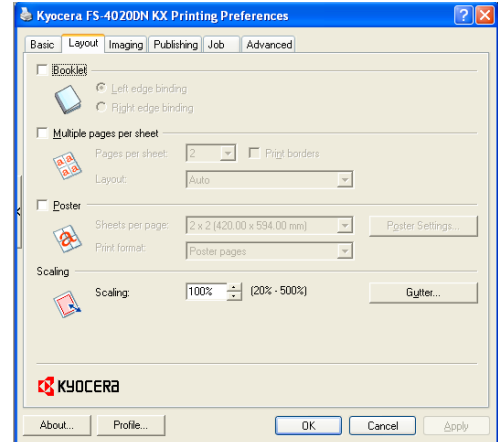 Kyocera FS-4020DN KX Printing Preferences
Basic Layout Imaging Publishing Job Advanced
Booklet
Left edge binding
Right edge binding
Multiple pages per sheet
Pages per sheet: 2 Print borders
Layout: Auto
Poster
Sheets per page: 2 x 2 (420.00 x 594.00 mm) Poster Settings...
Print format: Poster pages
Scaling
Scaling: 100% (20% - 500%) Gutter...
KYOCERA
About... Profile... OK Cancel Apply